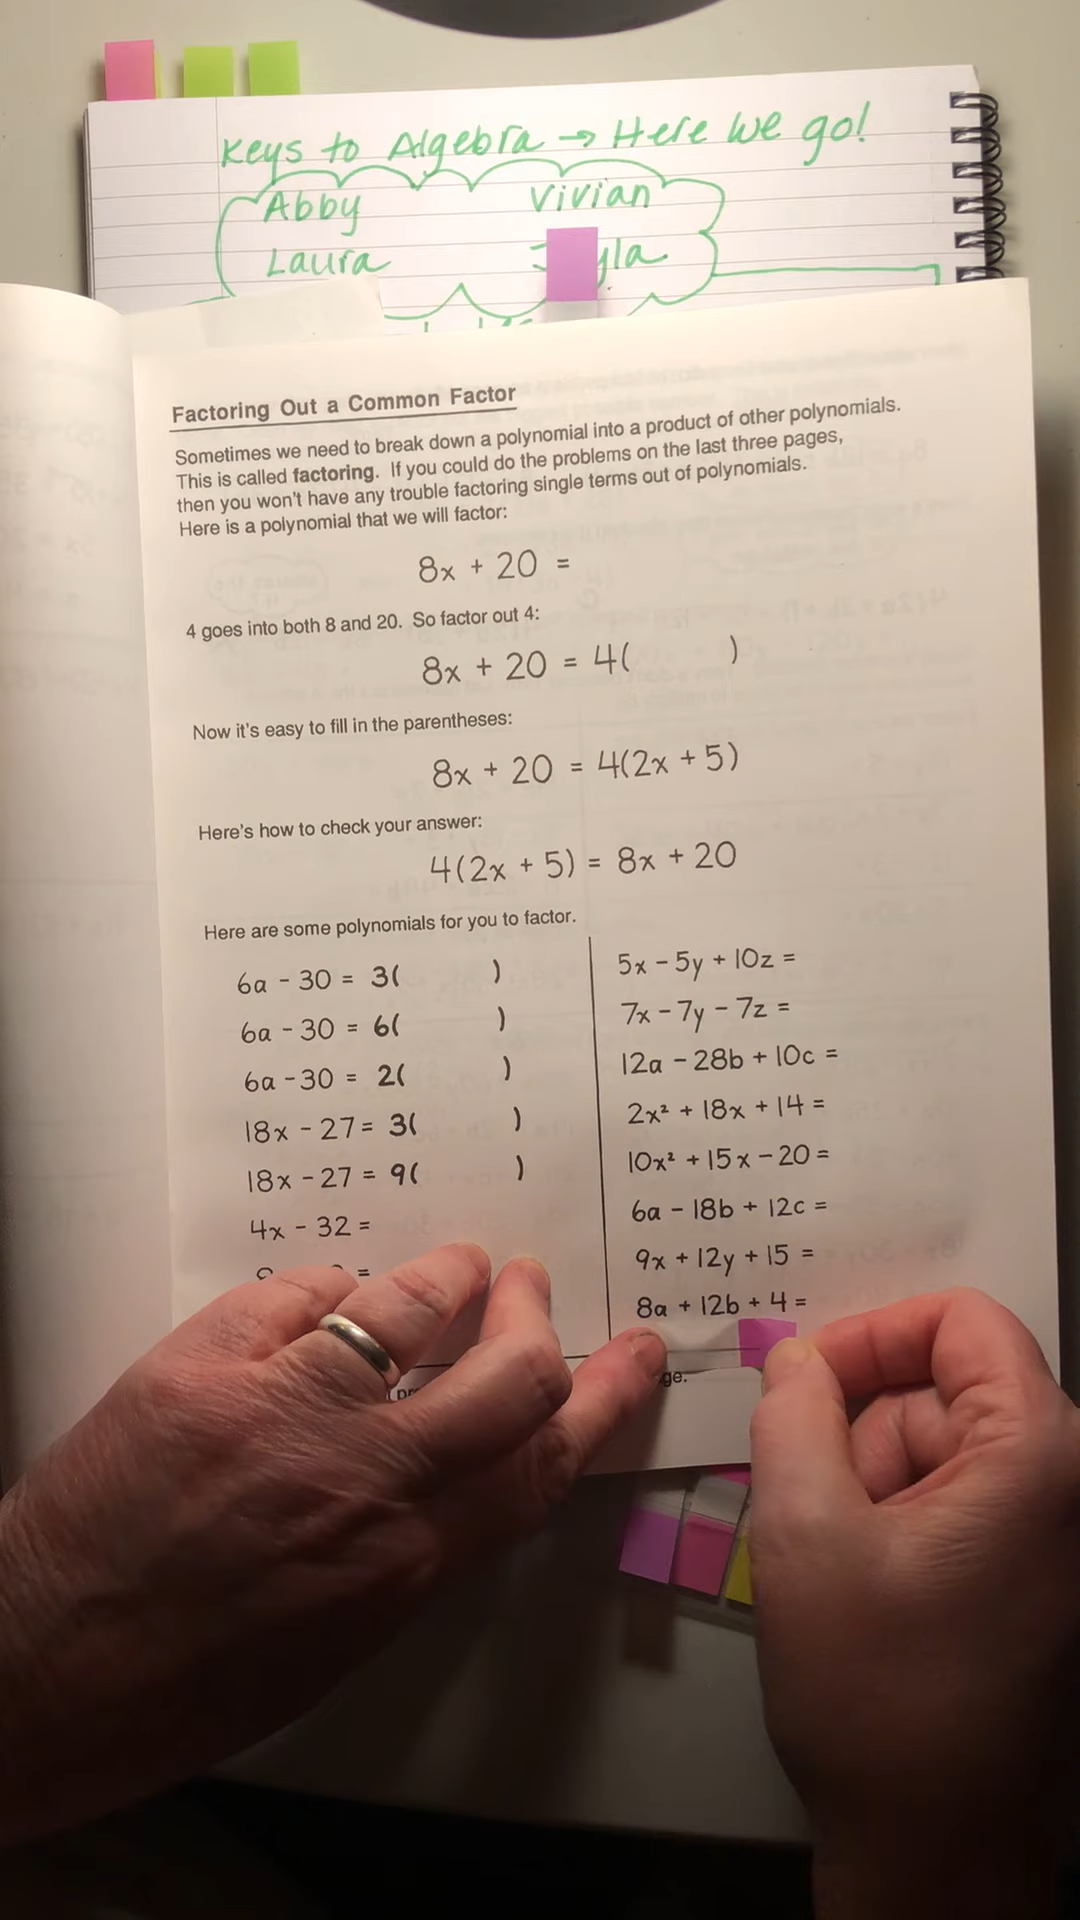 Keys to Algebra → Here we go!
Abby Vivian
Laura
Factoring Out a Common Factor
Sometimes we need to break down a polynomial into a product of other polynomials.
This is called factoring. If you could do the problems on the last three pages,
then you won't have any trouble factoring single terms out of polynomials.
Here is a polynomial that we will factor:
8x + 20 =
4 goes into both 8 and 20. So factor out 4:
8x + 20 = 4( )
Now it's easy to fill in the parentheses:
8x + 20 = 4(2x + 5)
Here's how to check your answer:
4(2x + 5) = 8x + 20
Here are some polynomials for you to factor.
6a - 30 = 3( )
6a - 30 = 6( )
6a - 30 = 2( )
18x - 27 = 3( )
18x - 27 = 9( )
4x - 32 =
=
5x - 5y + 10z =
7x - 7y - 7z =
12a - 28b + 10c =
2x² + 18x + 14 =
10x² + 15x - 20 =
6a - 18b + 12c =
9x + 12y + 15 =
8a + 12b + 4 =
ge.